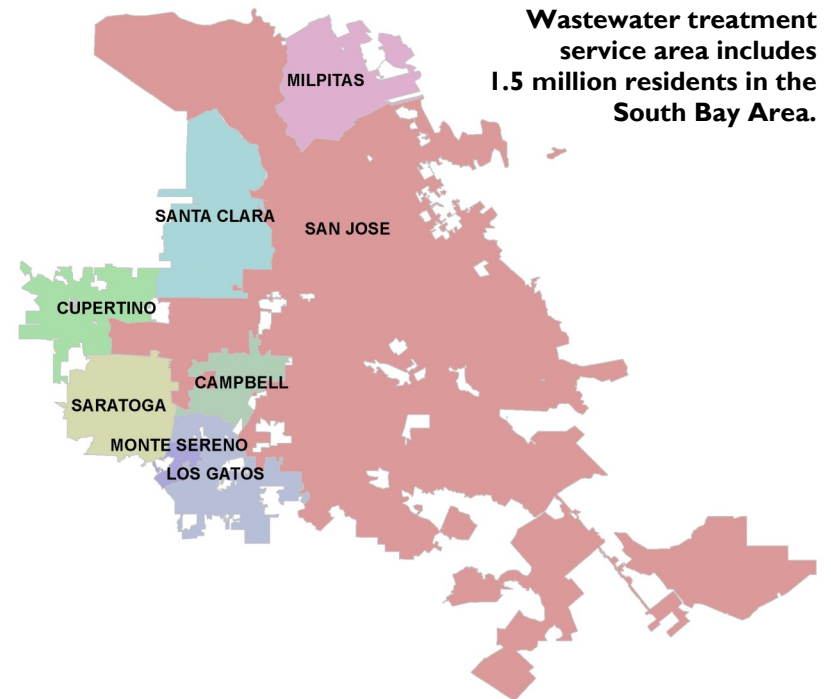 Wastewater treatment
service area includes
1.5 million residents in the
South Bay Area.
MILPITAS
SANTA CLARA
SAN JOSE
CUPERTINO
CAMPBELL
SARATOGA
MONTE SERENO
LOS GATOS